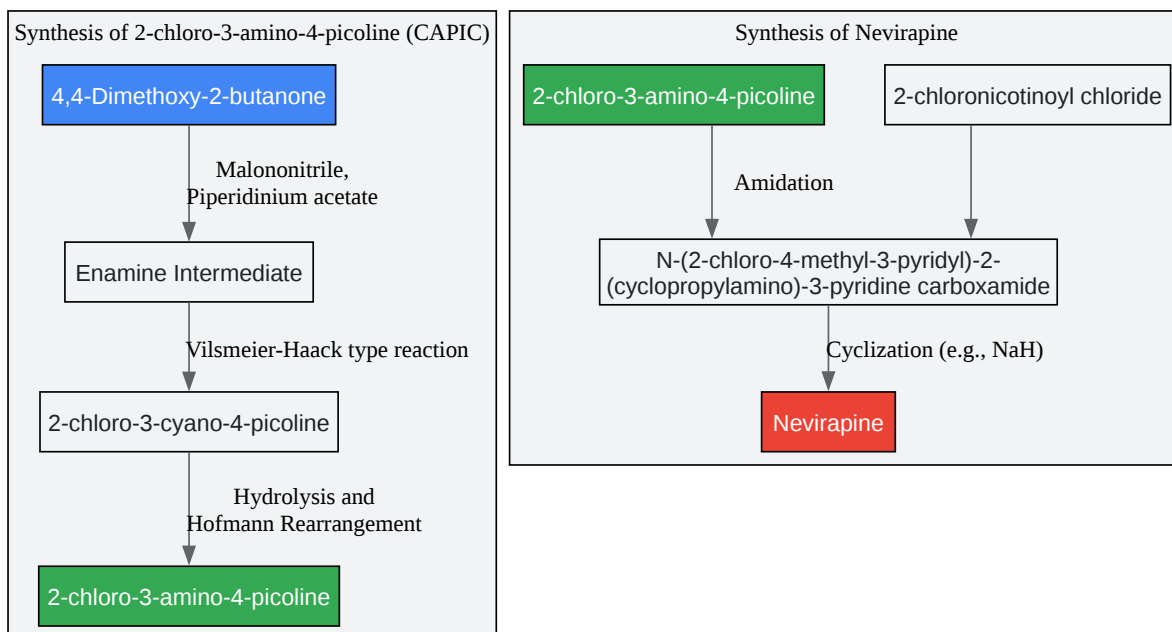 Synthesis of 2-chloro-3-amino-4-picoline (CAPIC)
4,4-Dimethoxy-2-butanone
Malononitrile,
Piperidinium acetate
Enamine Intermediate
Vilsmeier-Haack type reaction
2-chloro-3-cyano-4-picoline
Hydrolysis and
Hofmann Rearrangement
2-chloro-3-amino-4-picoline
Synthesis of Nevirapine
2-chloro-3-amino-4-picoline
2-chloronicotinoyl chloride
Amidation
N-(2-chloro-4-methyl-3-pyridyl)-2-
(cyclopropylamino)-3-pyridine carboxamide
Cyclization (e.g., NaH)
Nevirapine